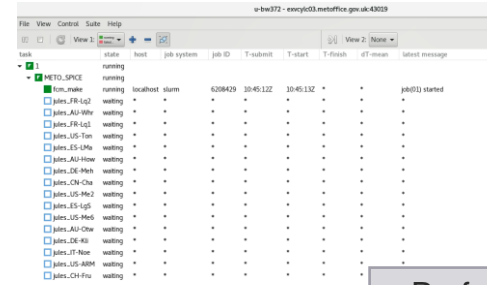 u-bw372 - exvcylc03.metoffice.gov.uk:43019
File View Control Suite Help
View 1: View 2: None
task state host job system job ID T-submit T-start T-finish dT-mean latest message
1 running
METO_SPICE running
fcm_make running localhost slurm 6208429 10:45:12Z 10:45:13Z * * job(01) started
jules_FR-Lq2 waiting * * * * * * * *
jules_AU-Whr waiting * * * * * * * *
jules_FR-Lq1 waiting * * * * * * * *
jules_US-Ton waiting * * * * * * * *
jules_ES-LMa waiting * * * * * * * *
jules_AU-How waiting * * * * * * * *
jules_DE-Meh waiting * * * * * * * *
jules_CN-Cha waiting * * * * * * * *
jules_US-Me2 waiting * * * * * * * *
jules_ES-LgS waiting * * * * * * * *
jules_US-Me6 waiting * * * * * * * *
jules_AU-Otw waiting * * * * * * * *
jules_DE-Kli waiting * * * * * * * *
jules_IT-Noe waiting * * * * * * * *
jules_US-ARM waiting * * * * * * *
jules_CH-Fru waiting * * * * * *